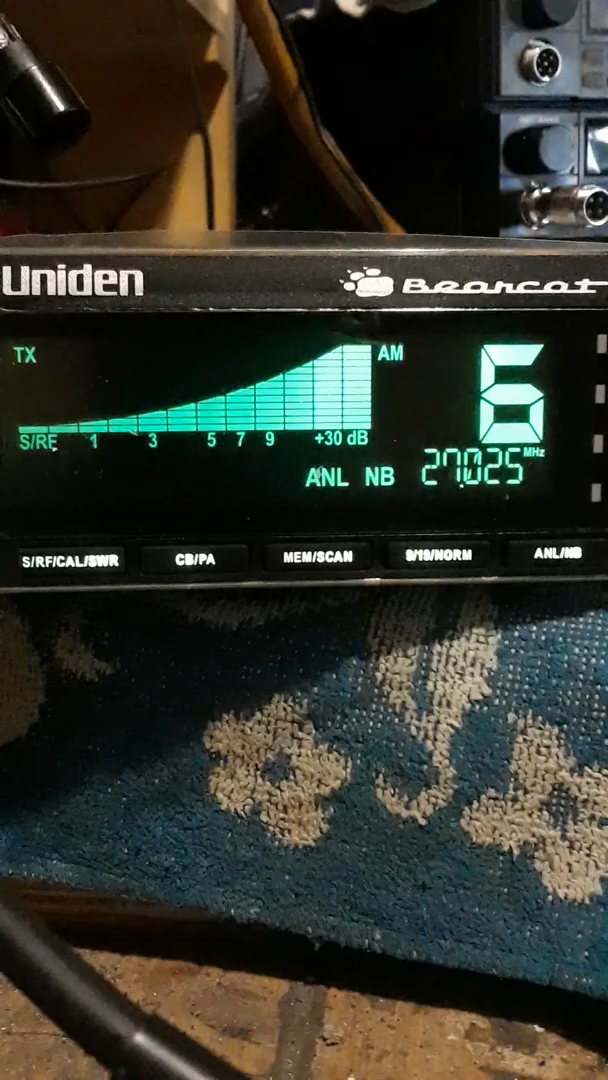 Uniden Bearcat
TX AM 6
S/RF 1 3 5 7 9 +30 dB
ANL NB 27.025 MHz
S/RF/CAL/SWR CB/PA MEM/SCAN 9/19/NORM ANL/NB